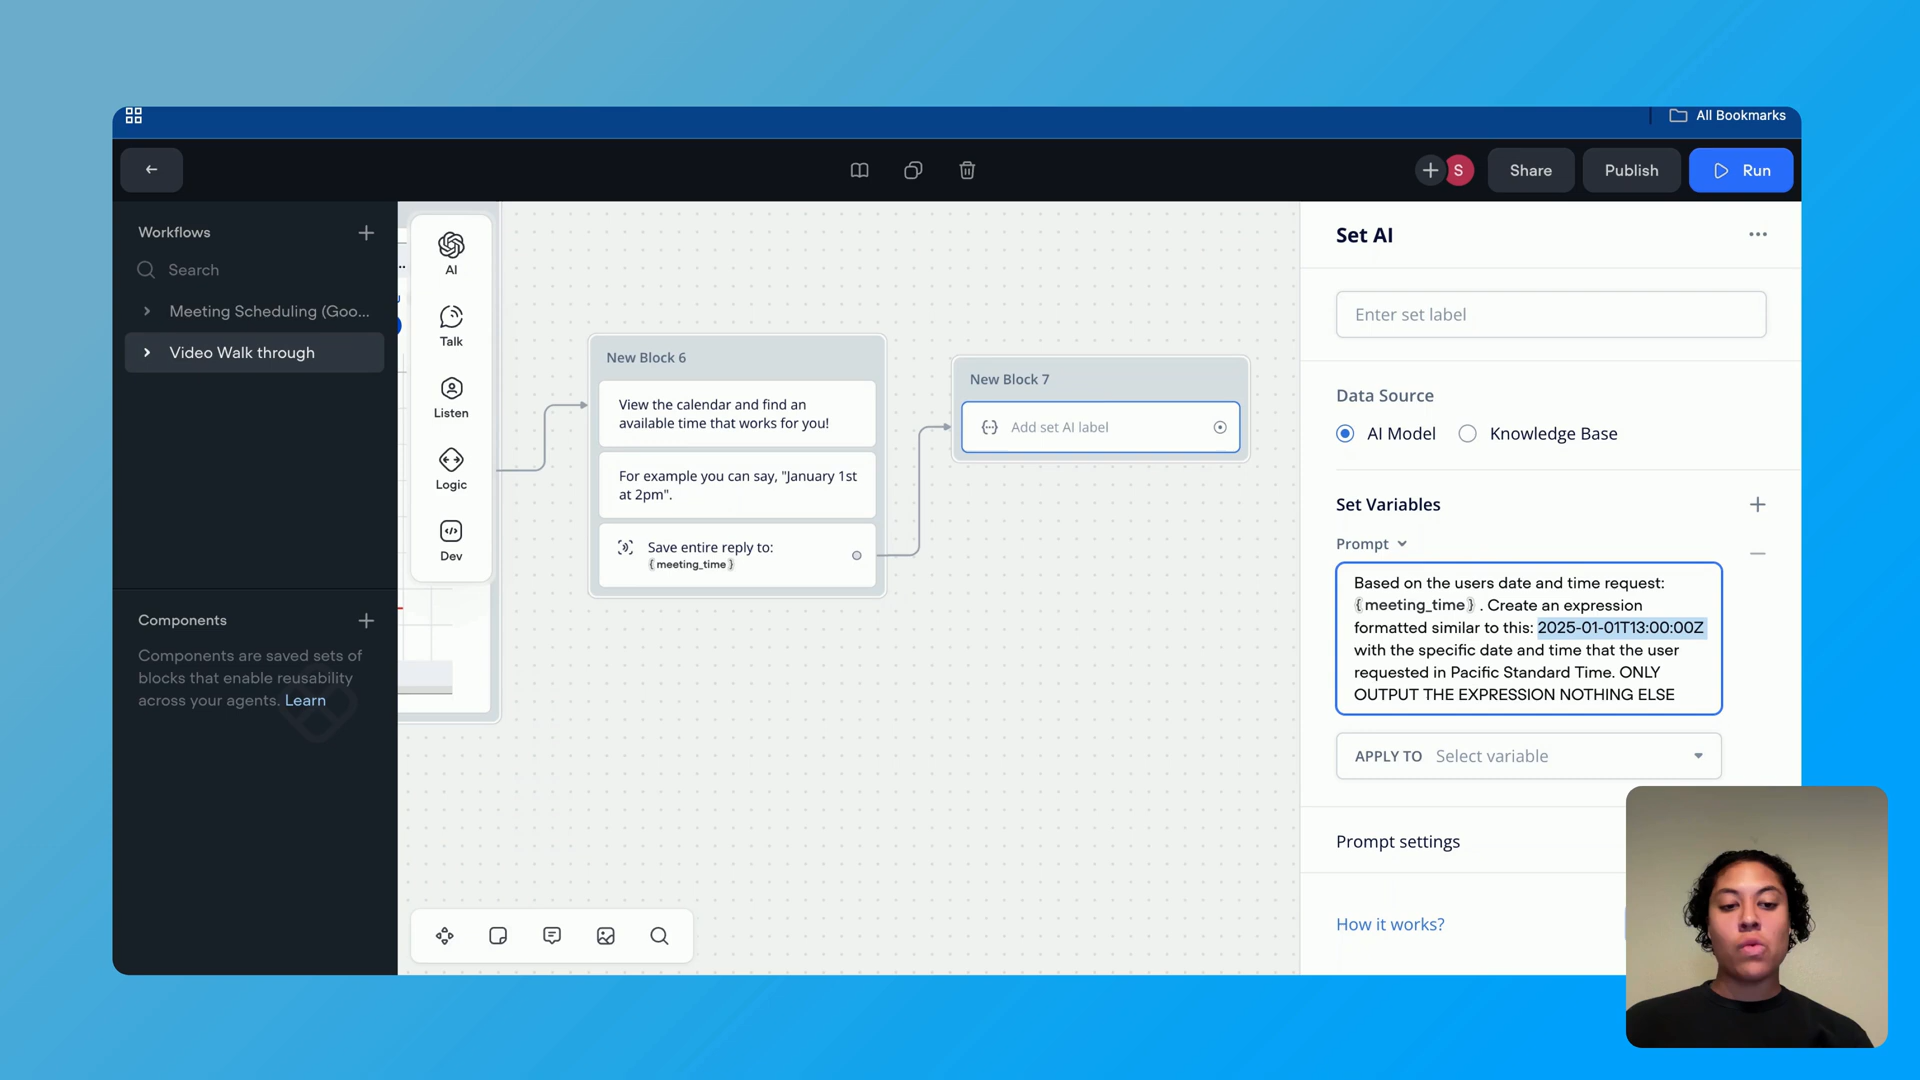 All Bookmarks
S
Share
Publish
Run
Workflows
Search
Meeting Scheduling (Goo...
Video Walk through
Components
Components are saved sets of
blocks that enable reusability
across your agents. Learn
AI
Talk
Listen
Logic
Dev
New Block 6
View the calendar and find an
available time that works for you!
For example you can say, "January 1st
at 2pm".
Save entire reply to:
{meeting_time}
New Block 7
Add set AI label
Set AI
Enter set label
Data Source
AI Model
Knowledge Base
Set Variables
Prompt
Based on the users date and time request:
{meeting_time} . Create an expression
formatted similar to this: 2025-01-01T13:00:00Z
with the specific date and time that the user
requested in Pacific Standard Time. ONLY
OUTPUT THE EXPRESSION NOTHING ELSE
APPLY TO Select variable
Prompt settings
How it works?